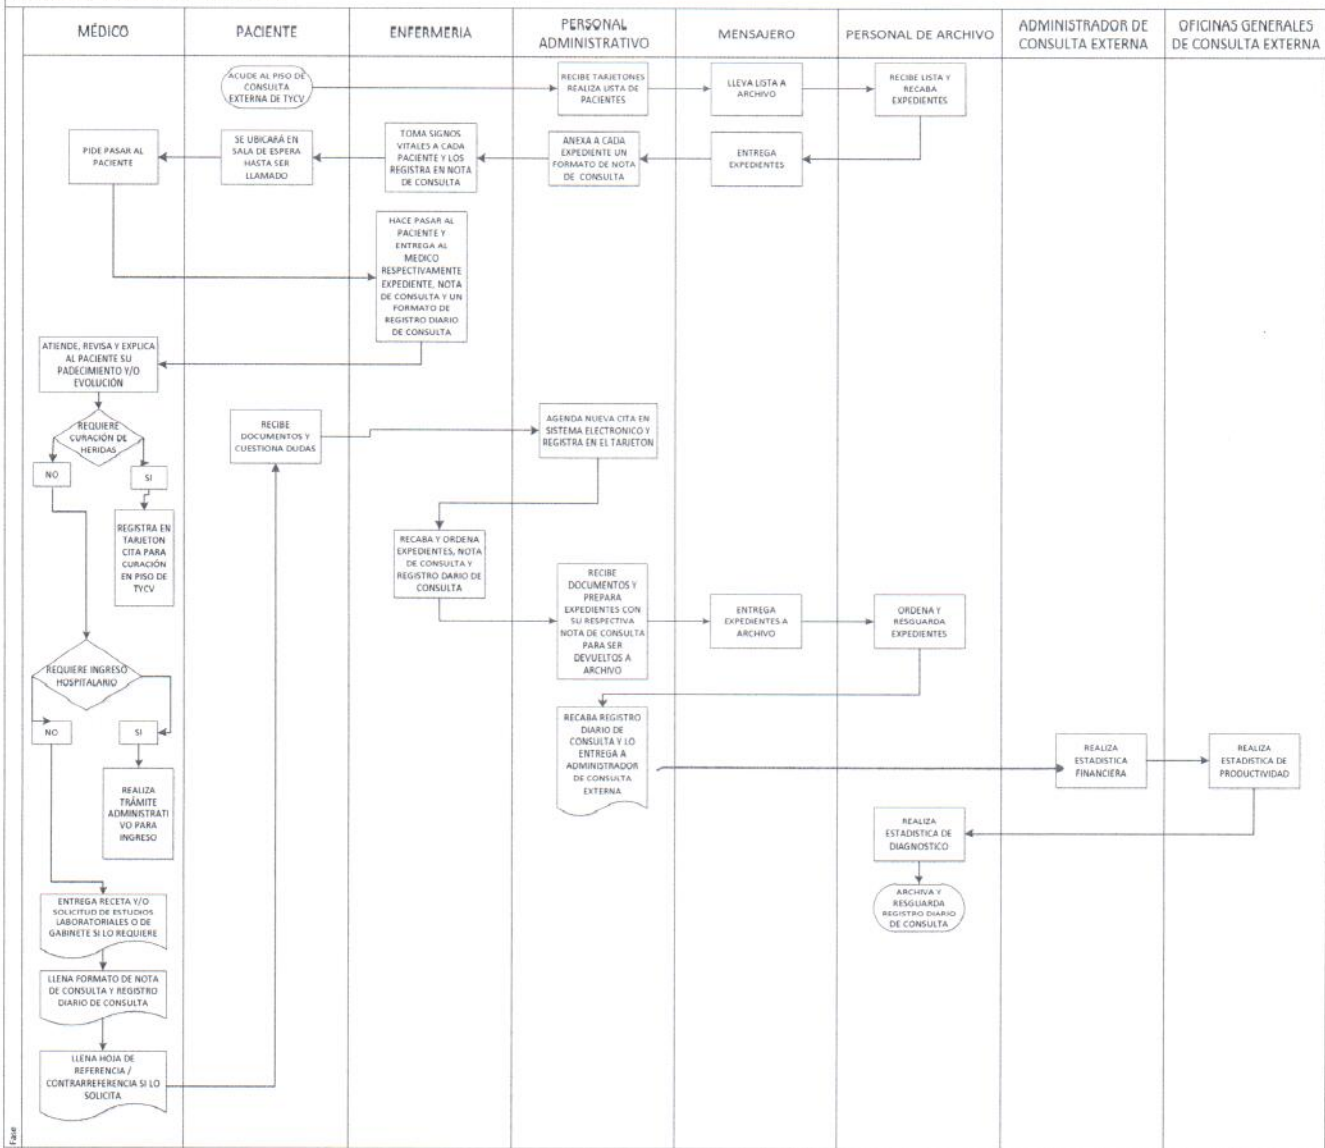 MÉDICO
PACIENTE
ENFERMERIA
PERSONAL
ADMINISTRATIVO
MENSAJERO
PERSONAL DE ARCHIVO
ADMINISTRADOR DE
CONSULTA EXTERNA
OFICINAS GENERALES
DE CONSULTA EXTERNA
ACUDE AL PISO DE
CONSULTA
EXTERNA DE TYCV
RECIBE TARJETONES
REALIZA LISTA DE
PACIENTES
LLEVA LISTA A
ARCHIVO
RECIBE LISTA Y
RECABA
EXPEDIENTES
PIDE PASAR AL
PACIENTE
SE UBICARÁ EN
SALA DE ESPERA
HASTA SER
LLAMADO
TOMA SIGNOS
VITALES A CADA
PACIENTE Y LOS
REGISTRA EN NOTA
DE CONSULTA
ANEXA A CADA
EXPEDIENTE UN
FORMATO DE NOTA
DE CONSULTA
ENTREGA
EXPEDIENTES
HACE PASAR AL
PACIENTE Y
ENTREGA AL
MEDICO
RESPECTIVAMENTE
EXPEDIENTE, NOTA
DE CONSULTA Y UN
FORMATO DE
REGISTRO DIARIO
DE CONSULTA
ATIENDE, REVISA Y EXPLICA
AL PACIENTE SU
PADECIMIENTO Y/O
EVOLUCIÓN
REQUIERE
CURACIÓN DE
HERIDAS
NO
SI
REGISTRA EN
TARJETON
CITA PARA
CURACIÓN
EN PISO DE
TYCV
RECIBE
DOCUMENTOS Y
CUESTIONA DUDAS
AGENDA NUEVA CITA EN
SISTEMA ELECTRONICO Y
REGISTRA EN EL TARJETON
RECABA Y ORDENA
EXPEDIENTES, NOTA
DE CONSULTA Y
REGISTRO DARIO DE
CONSULTA
RECIBE
DOCUMENTOS Y
PREPARA
EXPEDIENTES CON
SU RESPECTIVA
NOTA DE CONSULTA
PARA SER
DEVUELTOS A
ARCHIVO
ENTREGA
EXPEDIENTES A
ARCHIVO
ORDENA Y
RESGUARDA
EXPEDIENTES
REQUIERE INGRESO
HOSPITALARIO
NO
SI
REALIZA
TRÁMITE
ADMINISTRATI
VO PARA
INGRESO
RECABA REGISTRO
DIARIO DE
CONSULTA Y LO
ENTREGA A
ADMINISTRADOR
DE CONSULTA
EXTERNA
REALIZA
ESTADISTICA
FINANCIERA
REALIZA
ESTADISTICA DE
PRODUCTIVIDAD
REALIZA
ESTADISTICA DE
DIAGNOSTICO
ARCHIVA Y
RESGUARDA
REGISTRO DIARIO
DE CONSULTA
ENTREGA RECETA Y/O
SOLICITUD DE ESTUDIOS
LABORATORIALES O DE
GABINETE SI LO REQUIERE
LLENA FORMATO DE NOTA
DE CONSULTA Y REGISTRO
DIARIO DE CONSULTA
LLENA HOJA DE
REFERENCIA /
CONTRARREFERENCIA SI LO
SOLICITA
Fase